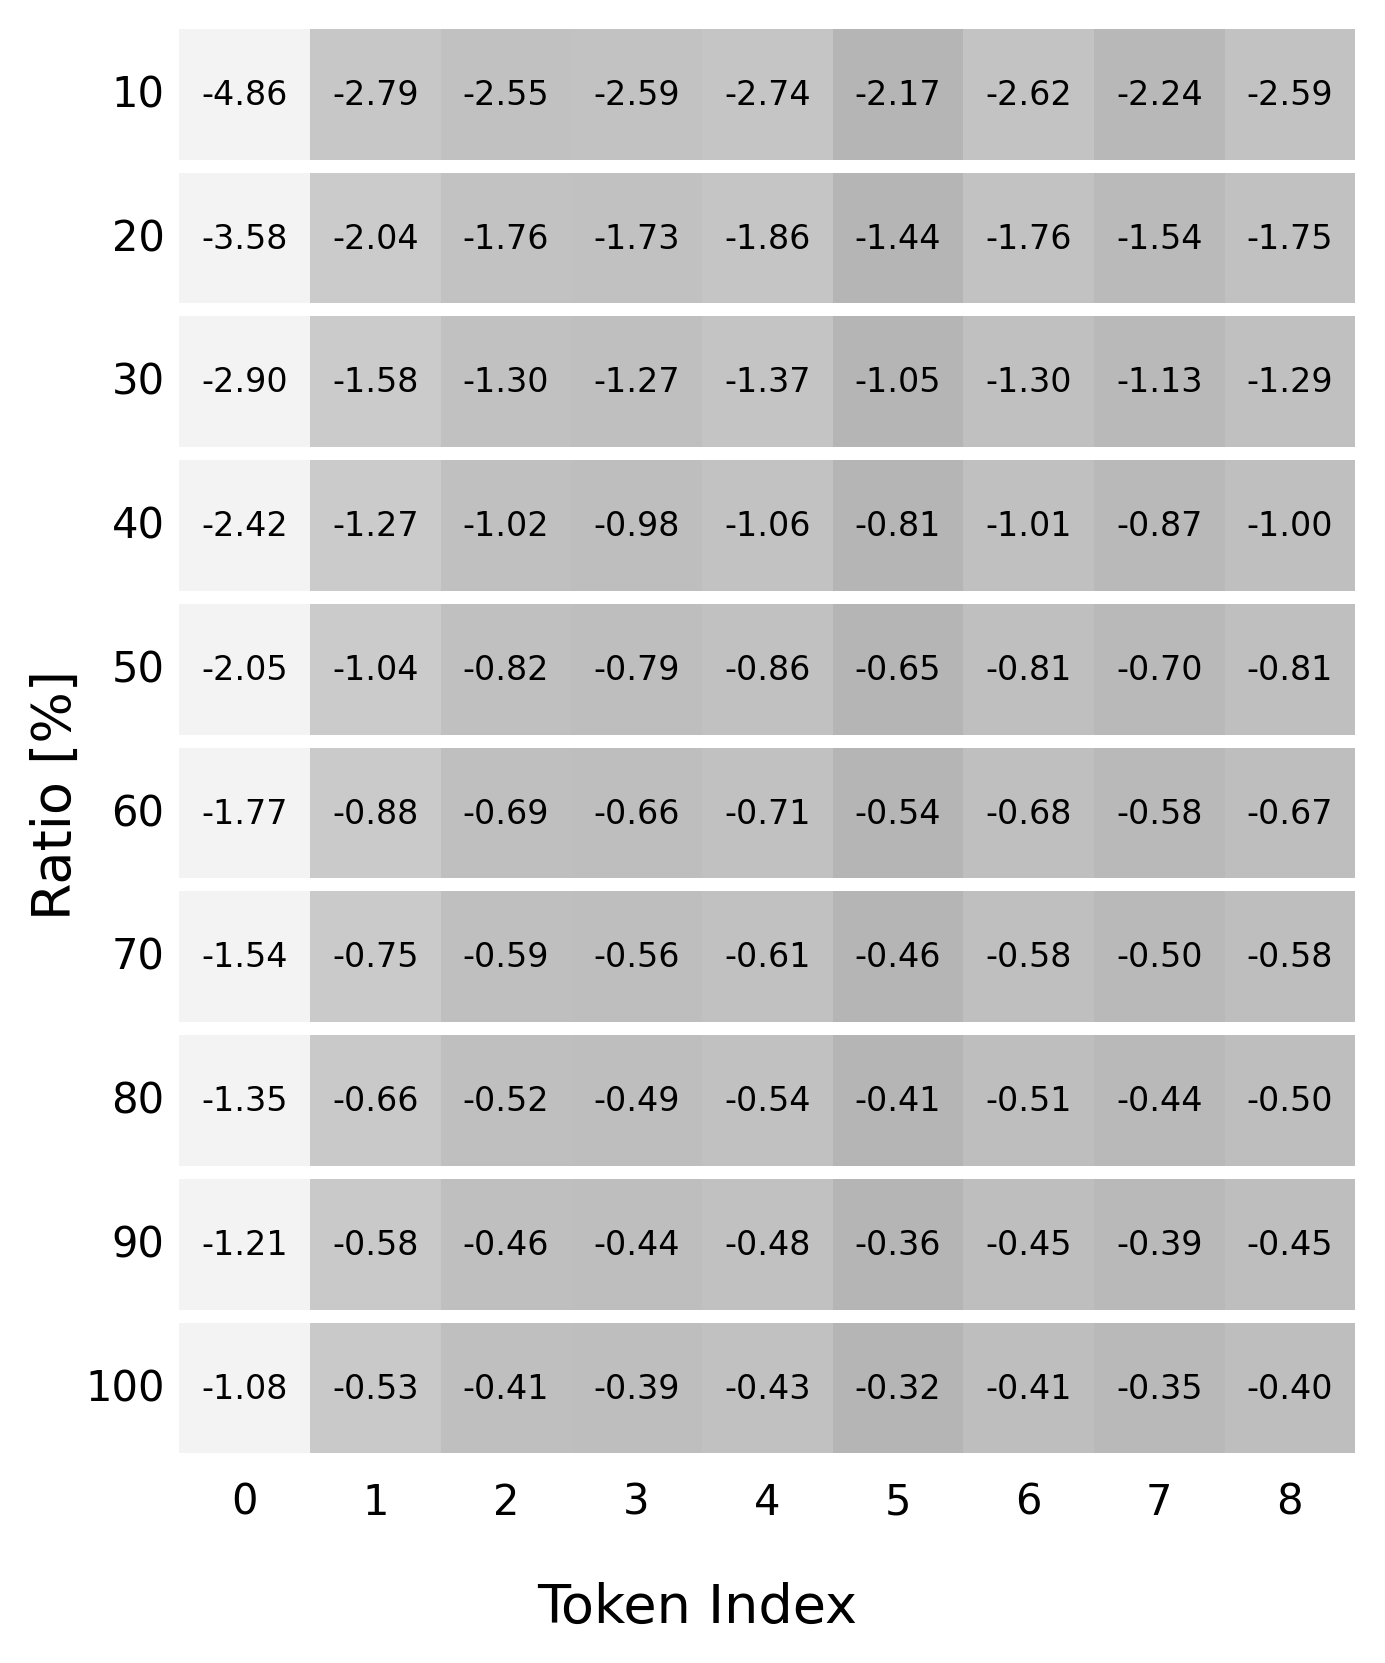 10 -4.86 -2.79 -2.55 -2.59 -2.74 -2.17 -2.62 -2.24 -2.59
20 -3.58 -2.04 -1.76 -1.73 -1.86 -1.44 -1.76 -1.54 -1.75
30 -2.90 -1.58 -1.30 -1.27 -1.37 -1.05 -1.30 -1.13 -1.29
40 -2.42 -1.27 -1.02 -0.98 -1.06 -0.81 -1.01 -0.87 -1.00
50 -2.05 -1.04 -0.82 -0.79 -0.86 -0.65 -0.81 -0.70 -0.81
60 -1.77 -0.88 -0.69 -0.66 -0.71 -0.54 -0.68 -0.58 -0.67
70 -1.54 -0.75 -0.59 -0.56 -0.61 -0.46 -0.58 -0.50 -0.58
80 -1.35 -0.66 -0.52 -0.49 -0.54 -0.41 -0.51 -0.44 -0.50
90 -1.21 -0.58 -0.46 -0.44 -0.48 -0.36 -0.45 -0.39 -0.45
100 -1.08 -0.53 -0.41 -0.39 -0.43 -0.32 -0.41 -0.35 -0.40
0 1 2 3 4 5 6 7 8
Token Index
Ratio [%]